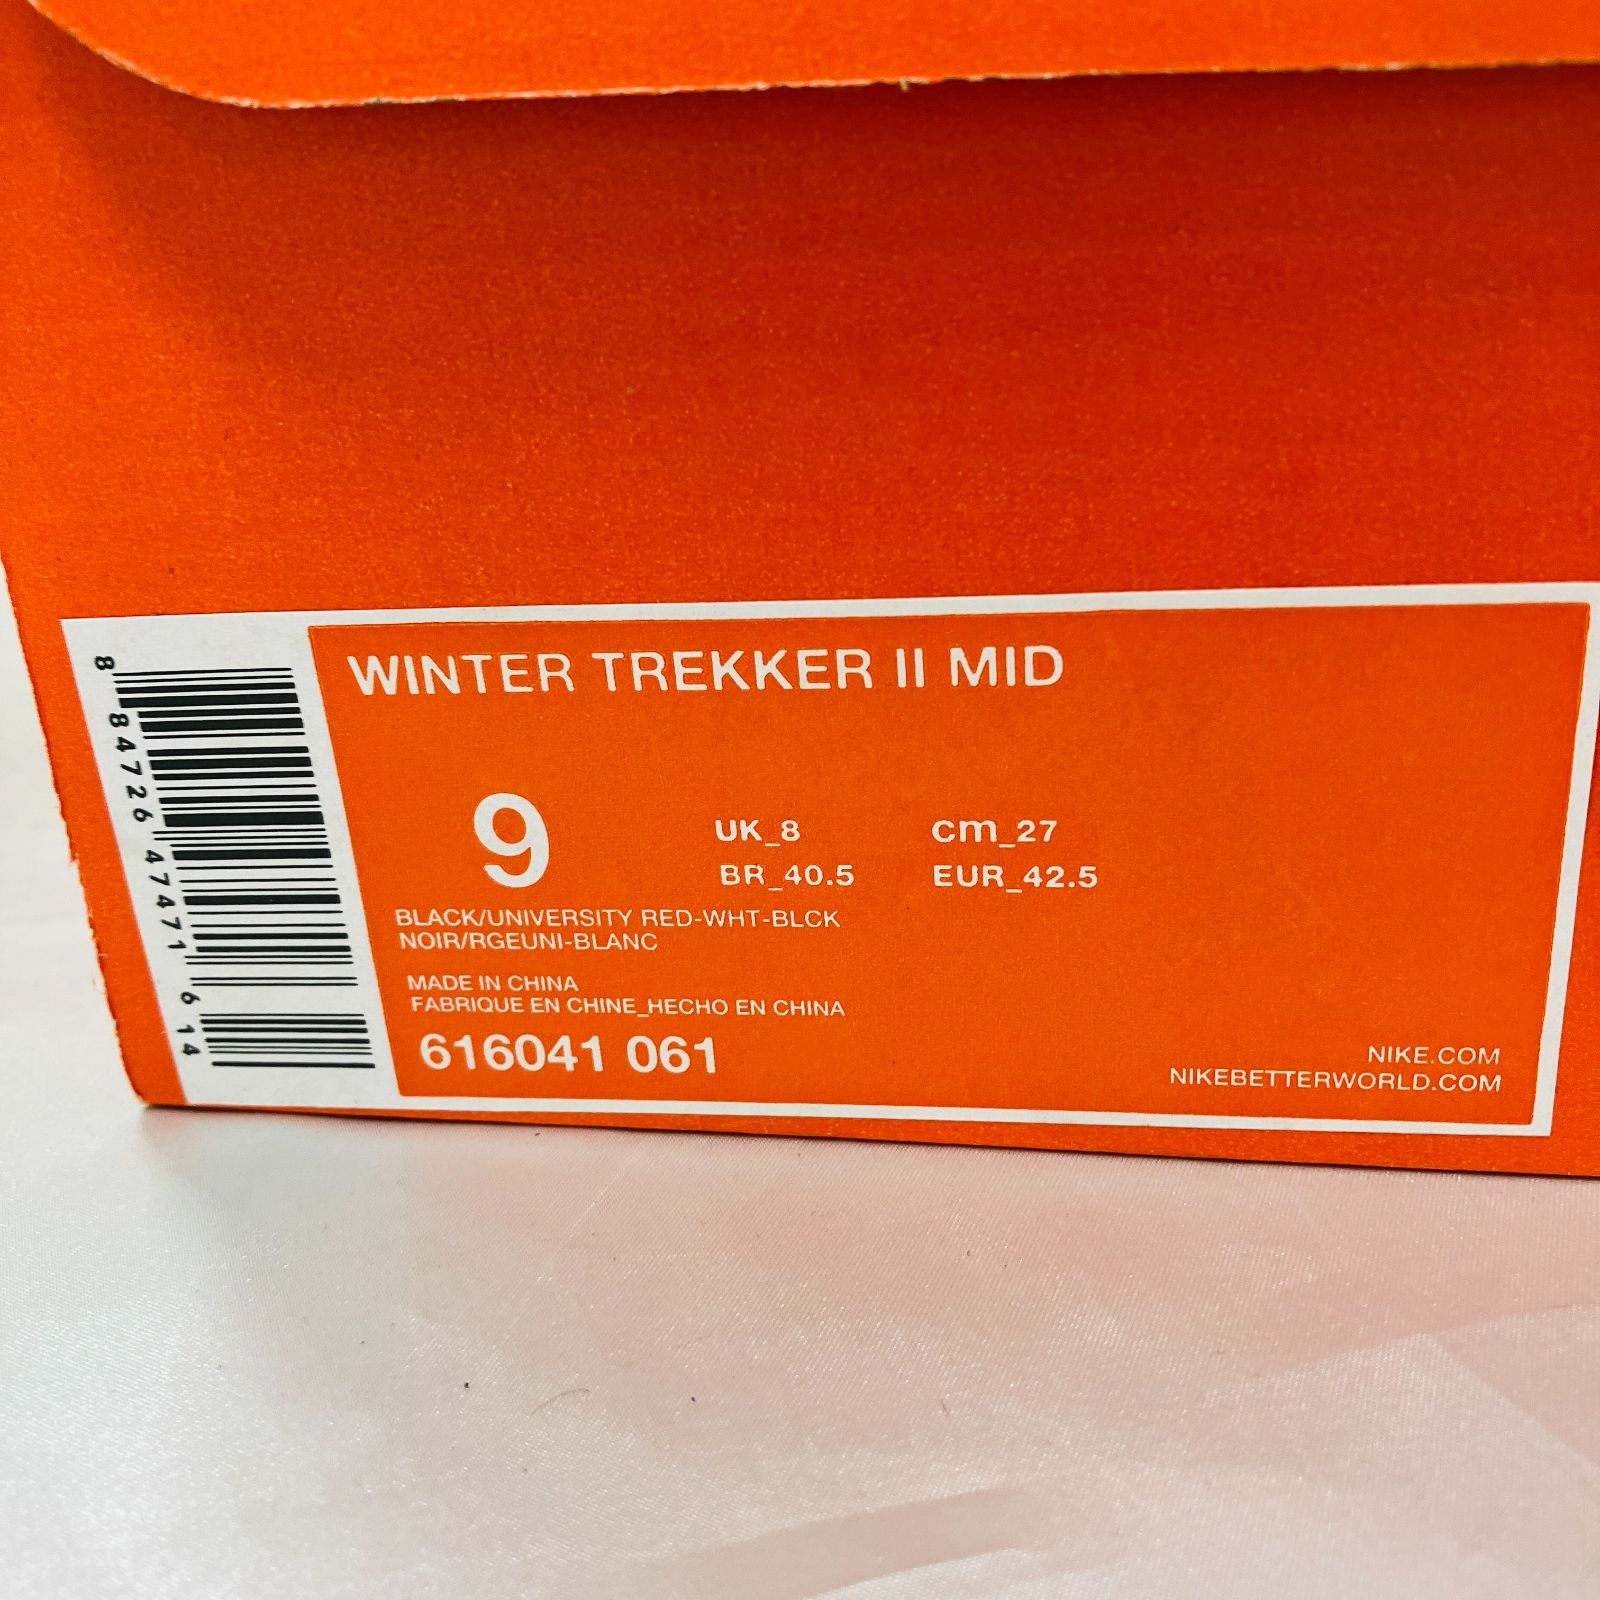 WINTER TREKKER II MID
9
UK_8 cm_27
BR_40.5 EUR_42.5
BLACK/UNIVERSITY RED-WHT-BLCK
NOIR/RGEUNI-BLANC
MADE IN CHINA
FABRIQUE EN CHINE_HECHO EN CHINA
616041 061
NIKE.COM
NIKEBETTERWORLD.COM
8 84726 47471 6 14